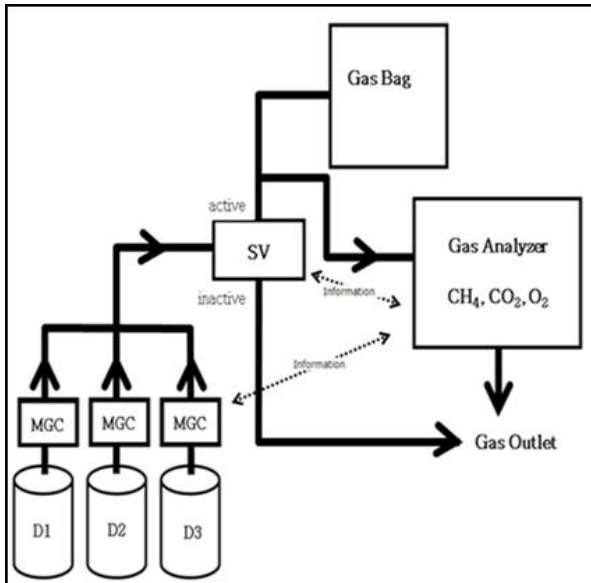 Gas Bag
active
SV
inactive
Information
Gas Analyzer
CH₄, CO₂, O₂
Information
MGC
MGC
MGC
Gas Outlet
D1
D2
D3